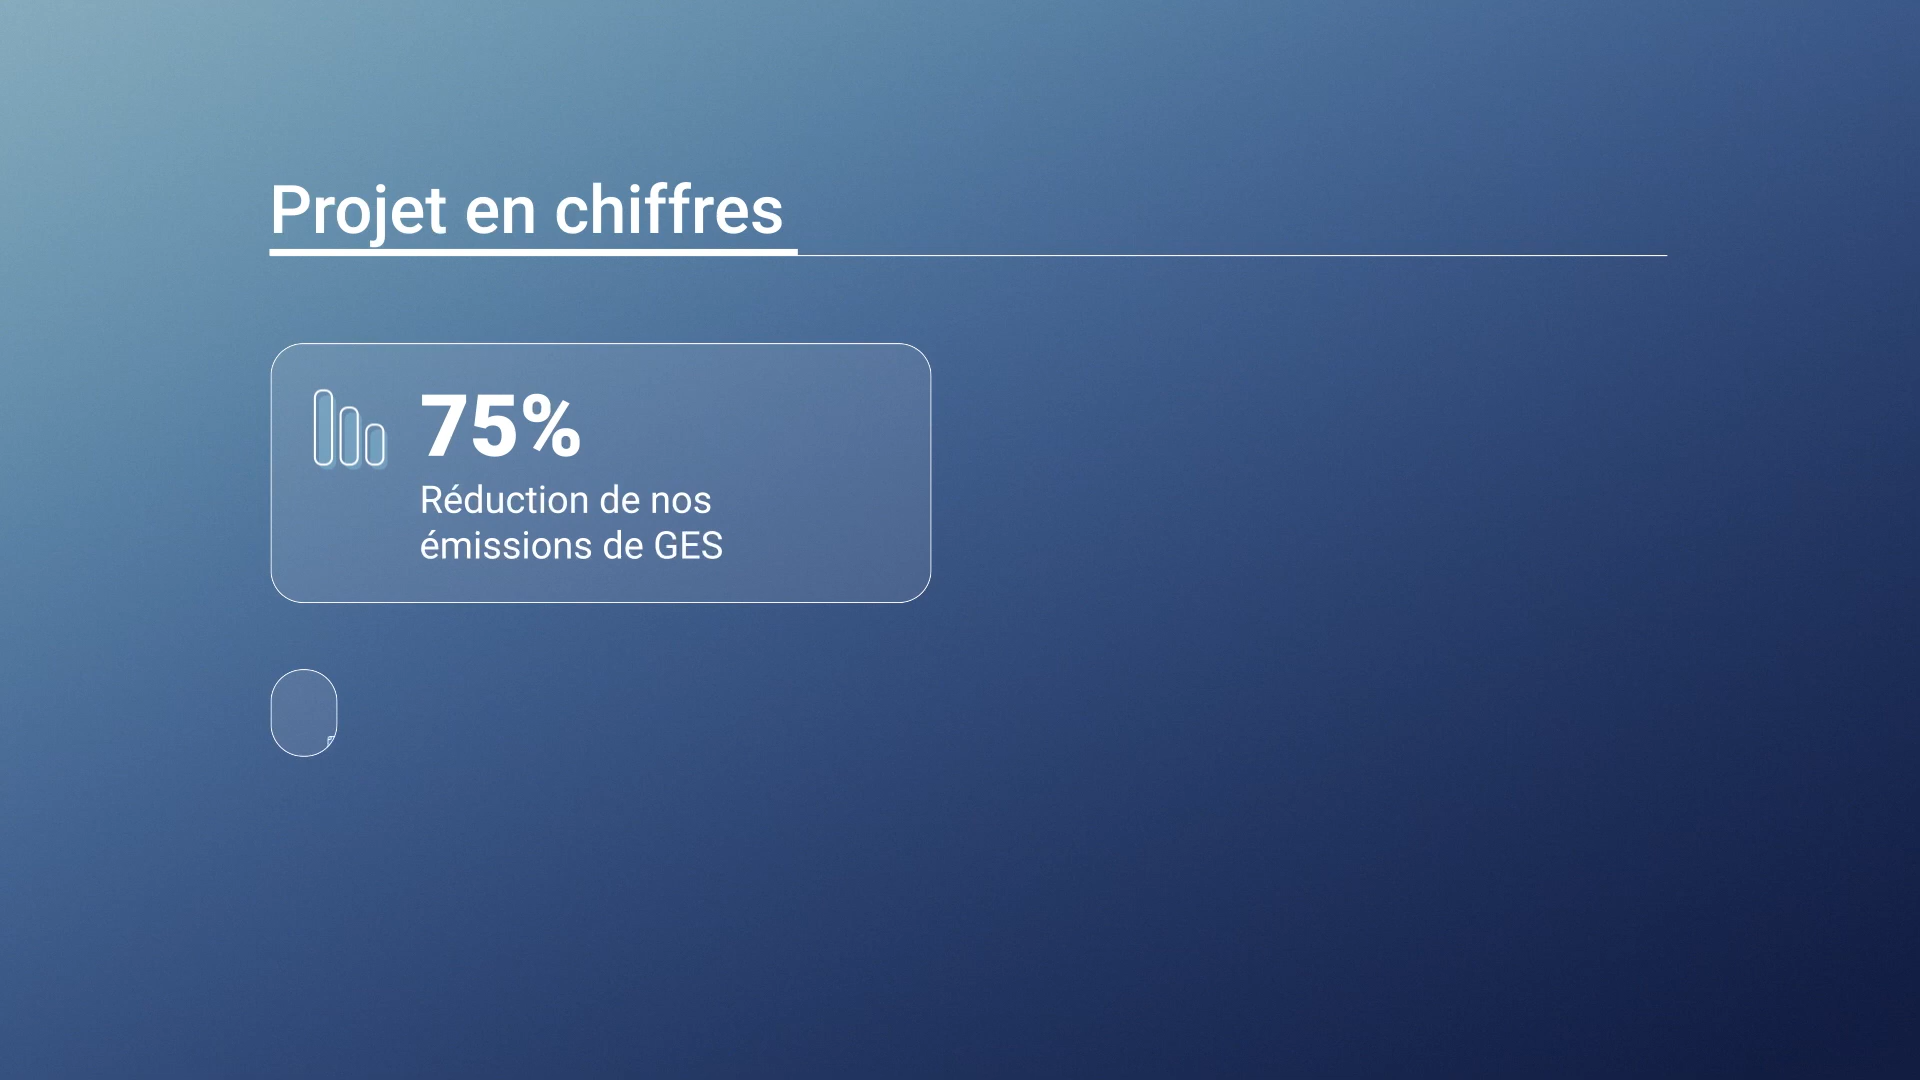 Projet en chiffres
75%
Réduction de nos
émissions de GES